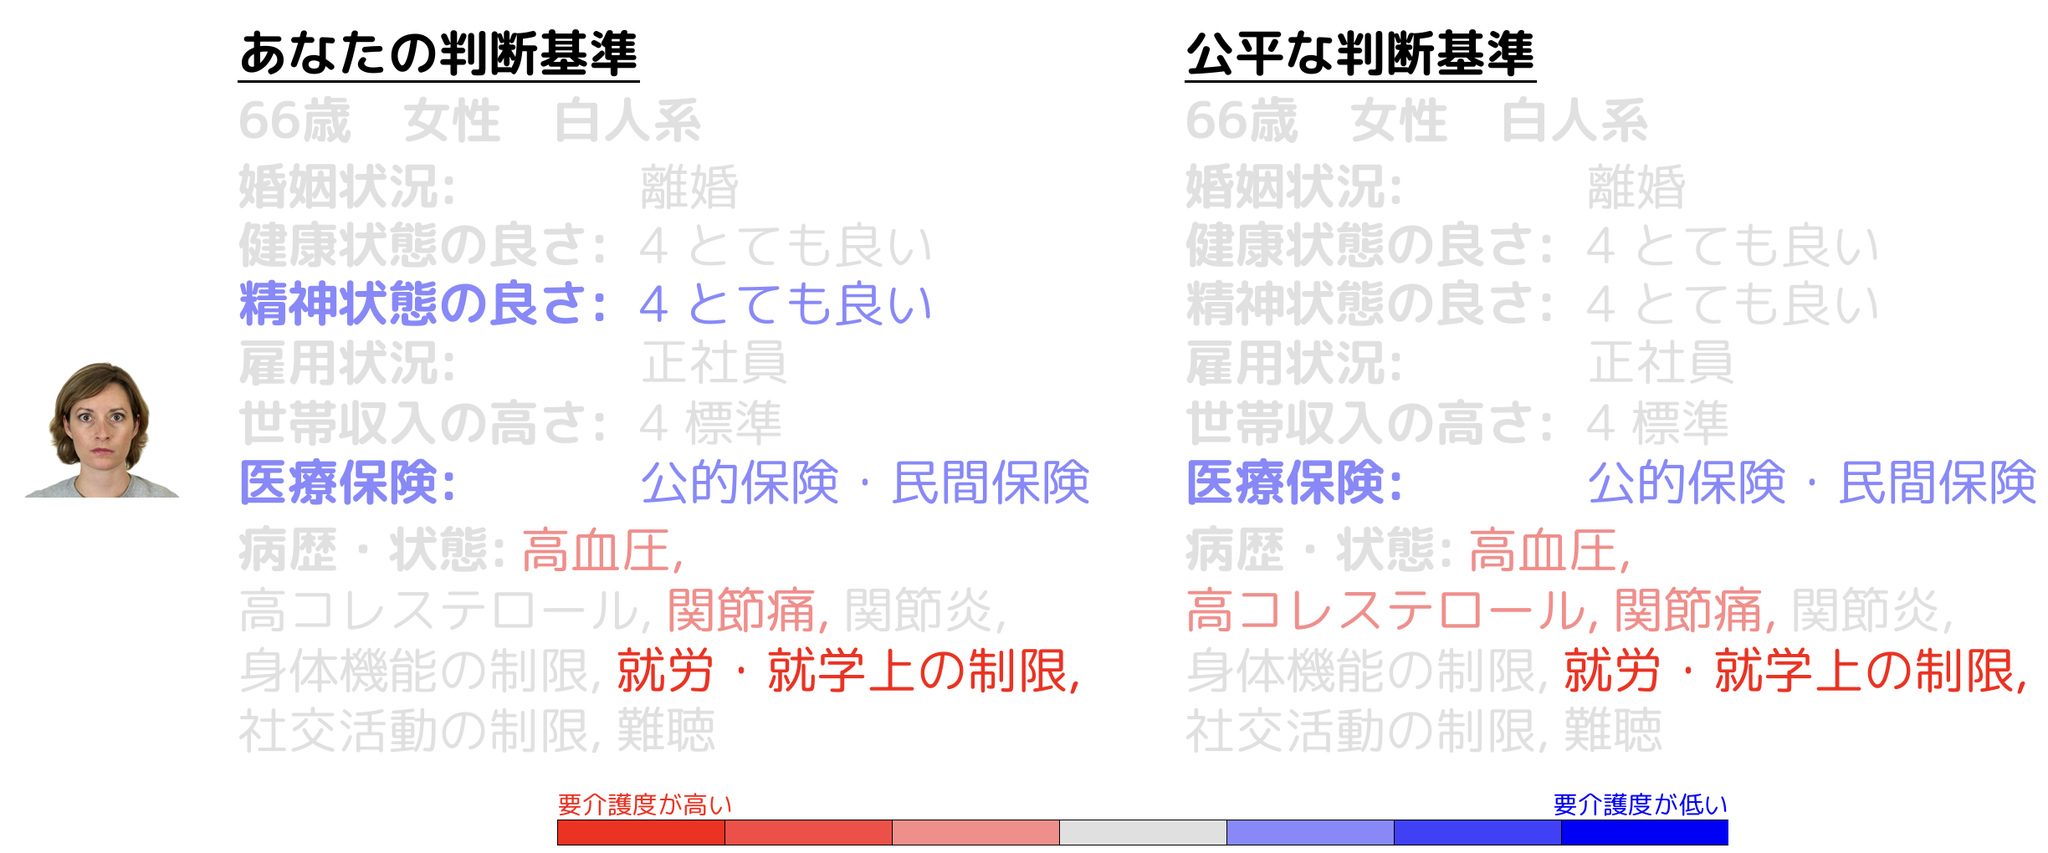 あなたの判断基準
66歳　女性　白人系
婚姻状況: 離婚
健康状態の良さ: 4 とても良い
精神状態の良さ: 4 とても良い
雇用状況: 正社員
世帯収入の高さ: 4 標準
医療保険: 公的保険・民間保険
病歴・状態: 高血圧,
高コレステロール, 関節痛, 関節炎,
身体機能の制限, 就労・就学上の制限,
社交活動の制限, 難聴
公平な判断基準
66歳　女性　白人系
婚姻状況: 離婚
健康状態の良さ: 4 とても良い
精神状態の良さ: 4 とても良い
雇用状況: 正社員
世帯収入の高さ: 4 標準
医療保険: 公的保険・民間保険
病歴・状態: 高血圧,
高コレステロール, 関節痛, 関節炎,
身体機能の制限, 就労・就学上の制限,
社交活動の制限, 難聴
要介護度が高い 要介護度が低い